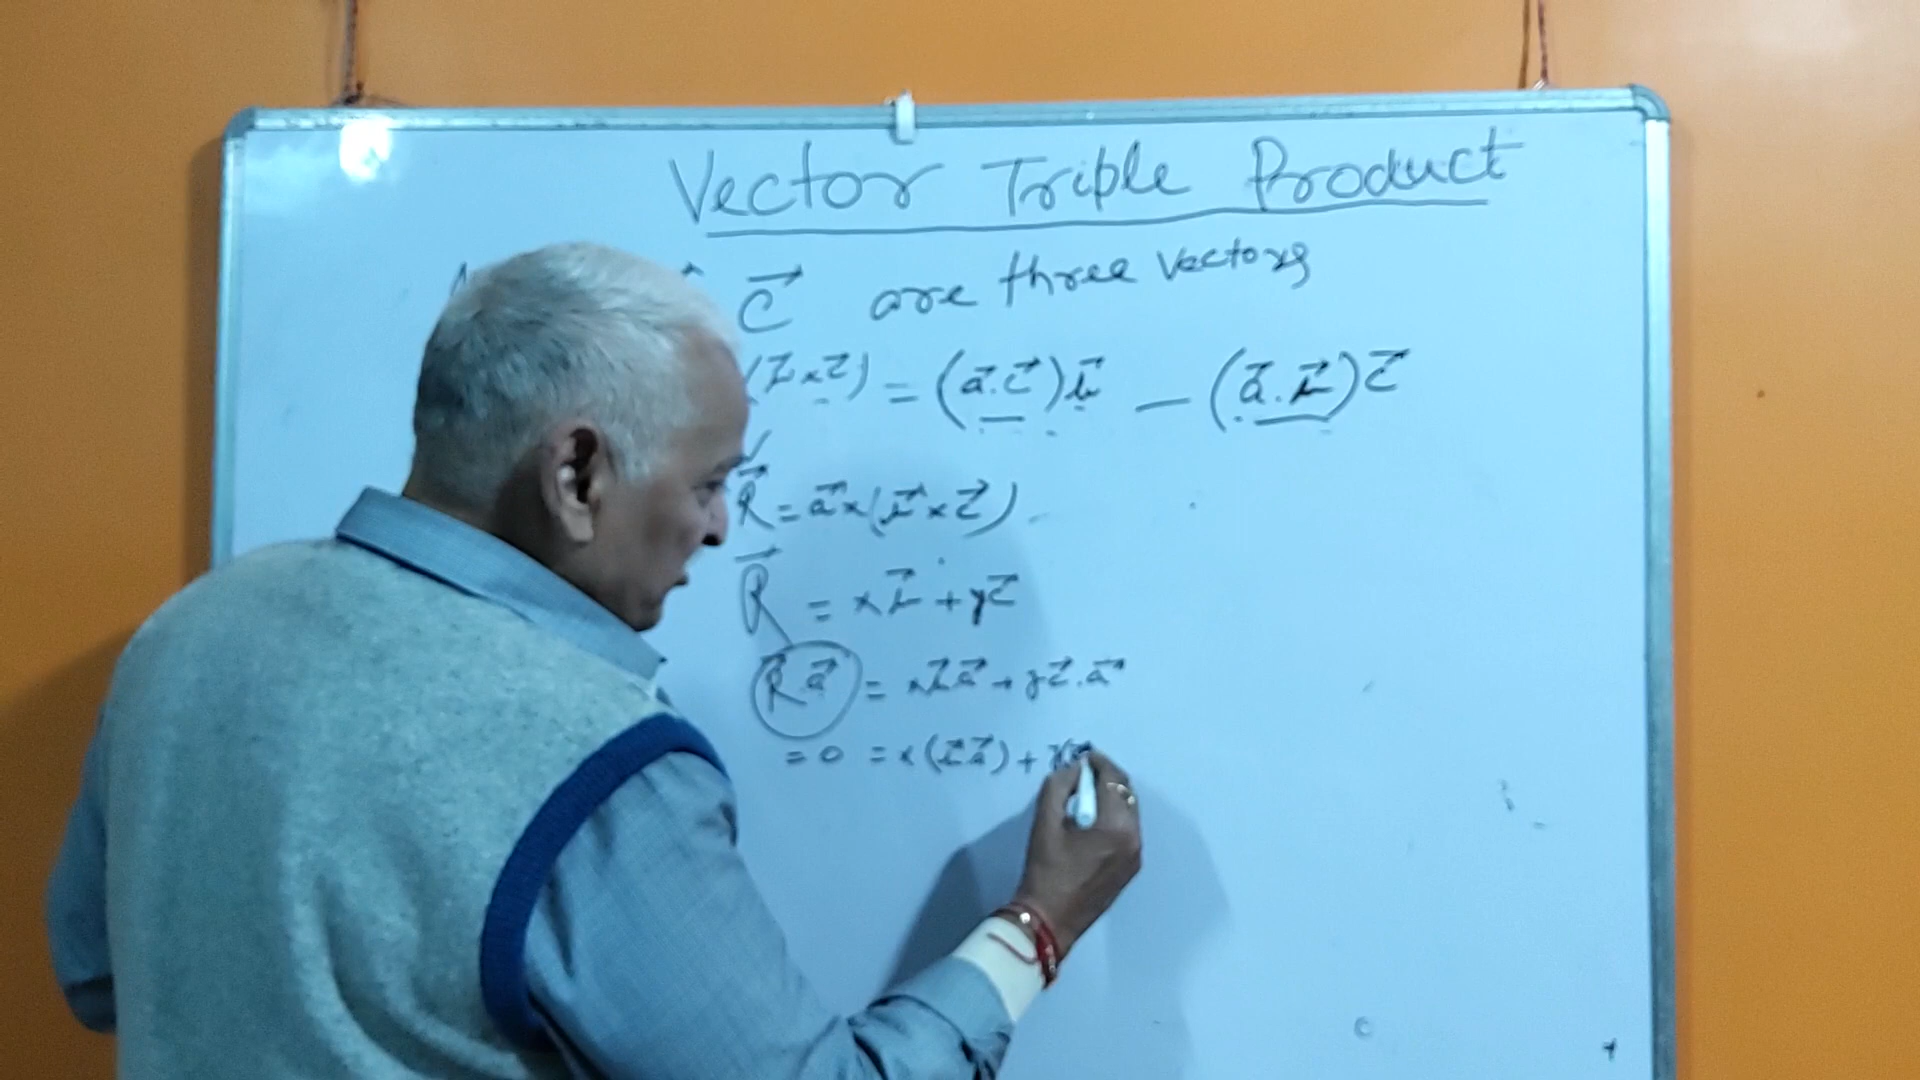 Vector Triple Product
c⃗ are three vectors
(b⃗×c⃗) = (a⃗.c⃗)b⃗ – (a⃗.b⃗)c⃗
R⃗ = a⃗×(b⃗×c⃗)
R⃗ = xb⃗ + yc⃗
R⃗ a⃗ = xb⃗ a⃗ + yc⃗.a⃗
= 0 = x(b⃗ a⃗) + y(